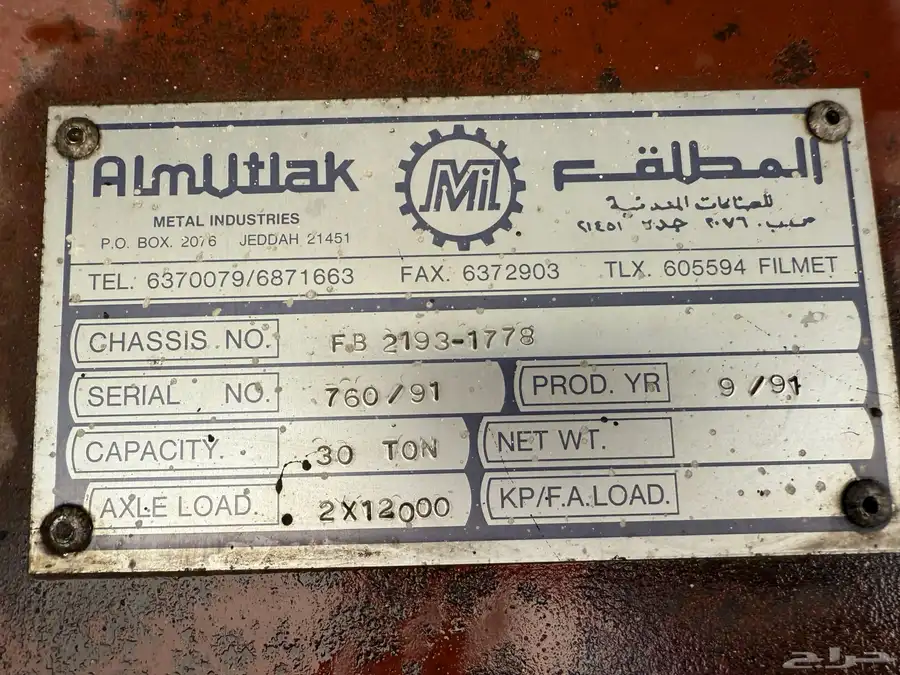 AlmUtlak
METAL INDUSTRIES
P.O. BOX. 2076 JEDDAH 21451
MiL
المطلق
للصناعات المعدنية
ص.ب. ٢٠٧٦ جدة ٢١٤٥١
TEL. 6370079/6871663 FAX. 6372903 TLX. 605594 FILMET
CHASSIS NO. FB 2193-1778
SERIAL NO. 760/91 PROD. YR 9/91
CAPACITY. 30 TON NET WT.
AXLE LOAD. 2X12000 KP/F.A.LOAD.
حراج